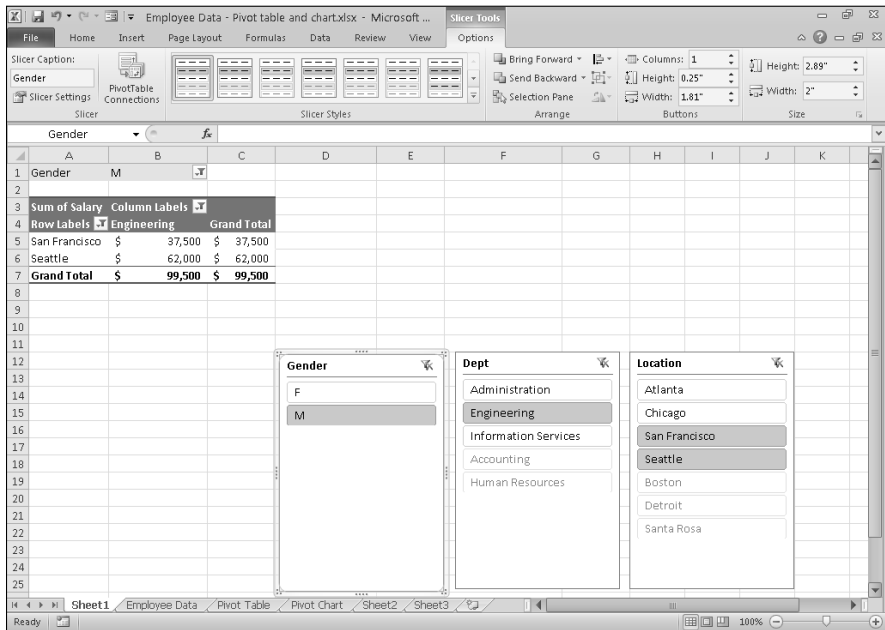 Employee Data - Pivot table and chart.xlsx - Microsoft ...
Slicer Tools
File Home Insert Page Layout Formulas Data Review View Options
Slicer Caption:
Gender
Slicer Settings
PivotTable
Connections
Slicer
Slicer Styles
Bring Forward
Send Backward
Selection Pane
Arrange
Columns: 1
Height: 0.25"
Width: 1.81"
Buttons
Height: 2.89"
Width: 2"
Size
Gender fx
A B C D E F G H I J K
1 Gender M
2
3 Sum of Salary Column Labels
4 Row Labels Engineering Grand Total
5 San Francisco $ 37,500 $ 37,500
6 Seattle $ 62,000 $ 62,000
7 Grand Total $ 99,500 $ 99,500
8
9
10
11
12
13
14
15
16
17
18
19
20
21
22
23
24
25
Gender
F
M
Dept
Administration
Engineering
Information Services
Accounting
Human Resources
Location
Atlanta
Chicago
San Francisco
Seattle
Boston
Detroit
Santa Rosa
Sheet1 Employee Data Pivot Table Pivot Chart Sheet2 Sheet3
Ready 100%